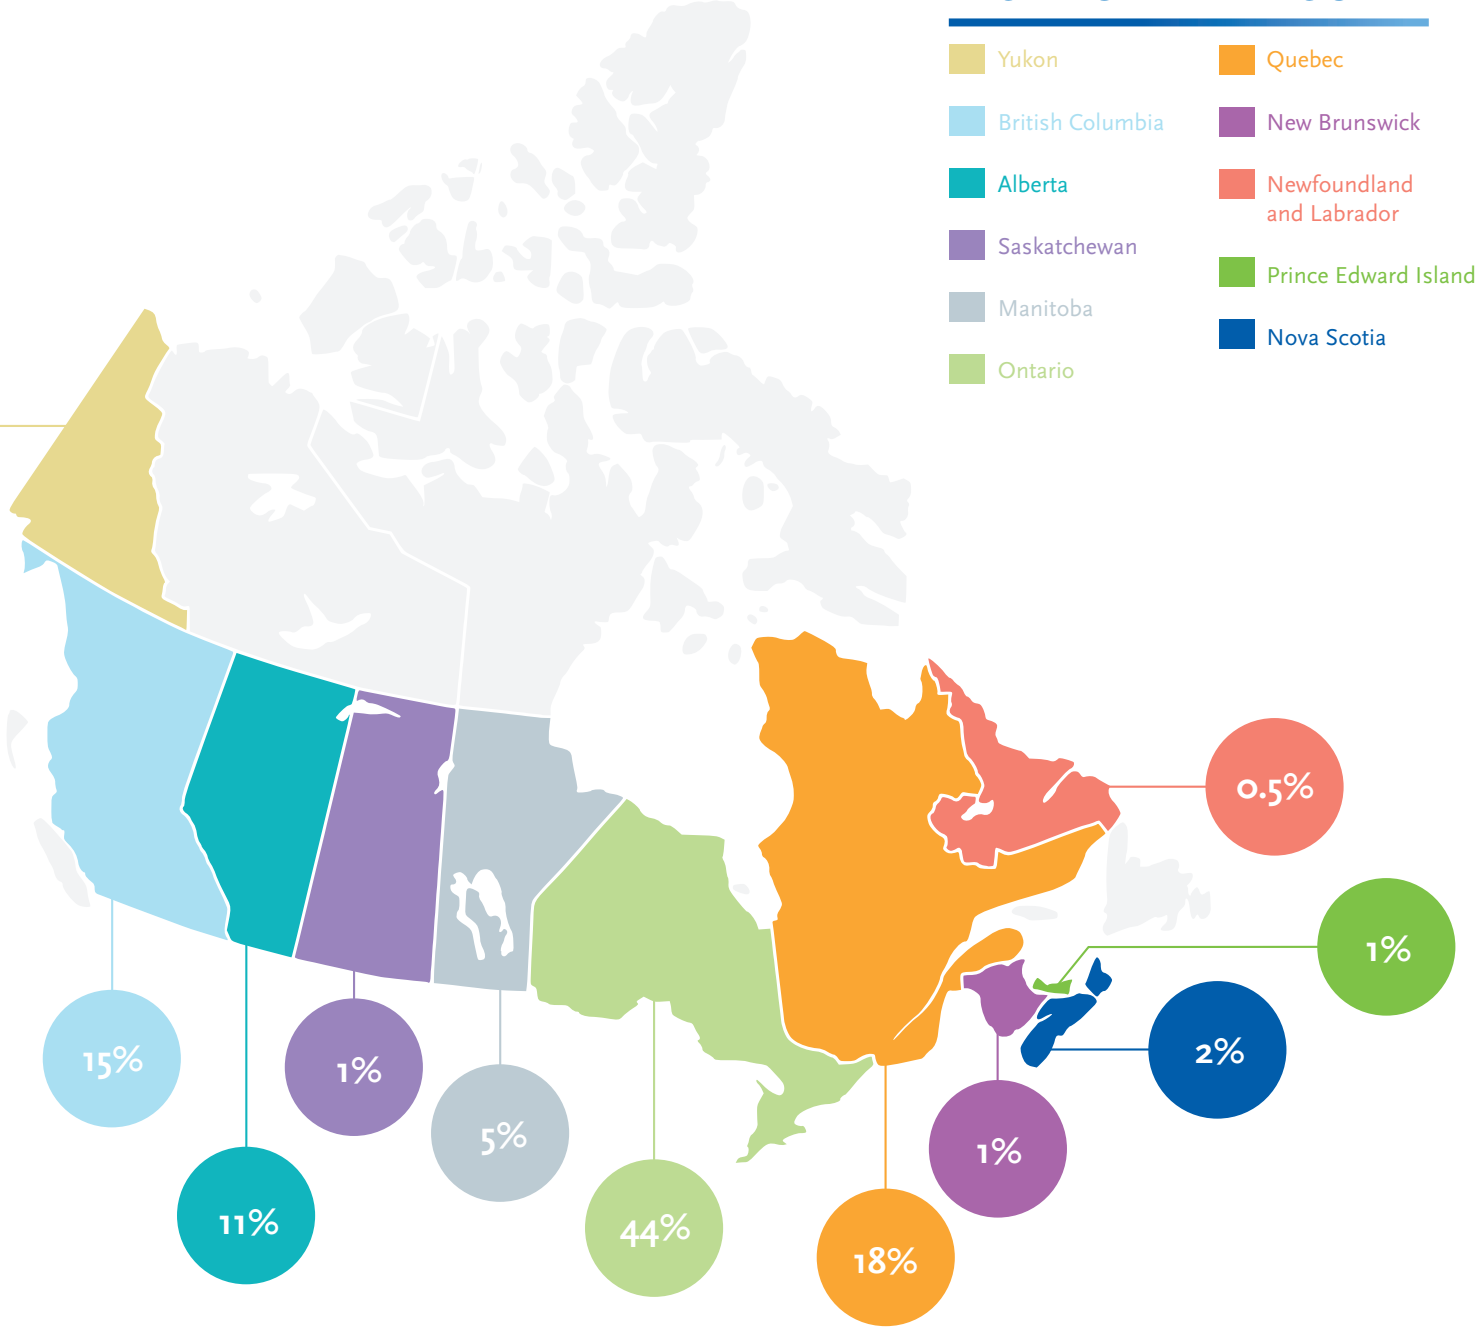 Yukon
British Columbia
Alberta
Saskatchewan
Manitoba
Ontario
Quebec
New Brunswick
Newfoundland
and Labrador
Prince Edward Island
Nova Scotia
0.5%
1%
2%
15%
1%
5%
1%
11%
44%
18%